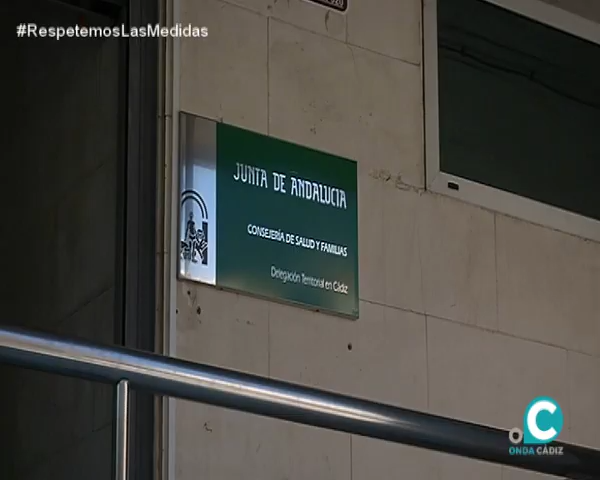 #RespetemosLasMedidas
JUNTA DE ANDALUCIA
CONSEJERÍA DE SALUD Y FAMILIAS
Delegación Territorial en Cádiz
ONDA CÁDIZ